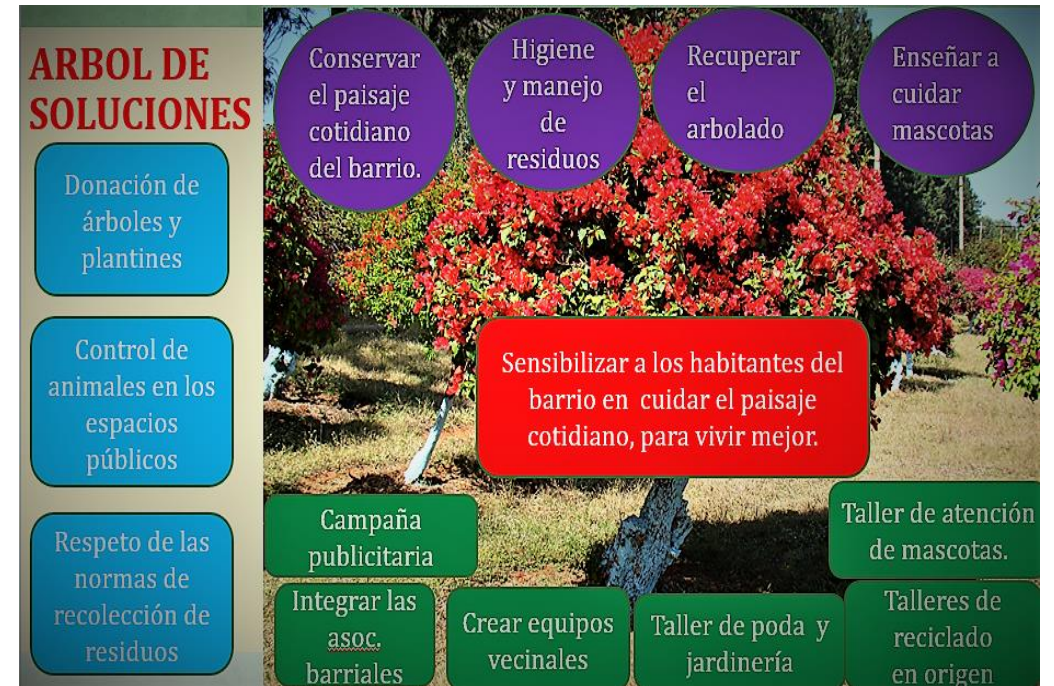 ARBOL DE
SOLUCIONES
Donación de
árboles y
plantines
Control de
animales en los
espacios
públicos
Respeto de las
normas de
recolección de
residuos
Conservar
el paisaje
cotidiano
del barrio.
Higiene
y manejo
de
residuos
Recuperar
el
arbolado
Enseñar a
cuidar
mascotas
Sensibilizar a los habitantes del
barrio en cuidar el paisaje
cotidiano, para vivir mejor.
Campaña
publicitaria
Taller de atención
de mascotas.
Integrar las
asoc.
barriales
Crear equipos
vecinales
Taller de poda y
jardinería
Talleres de
reciclado
en origen